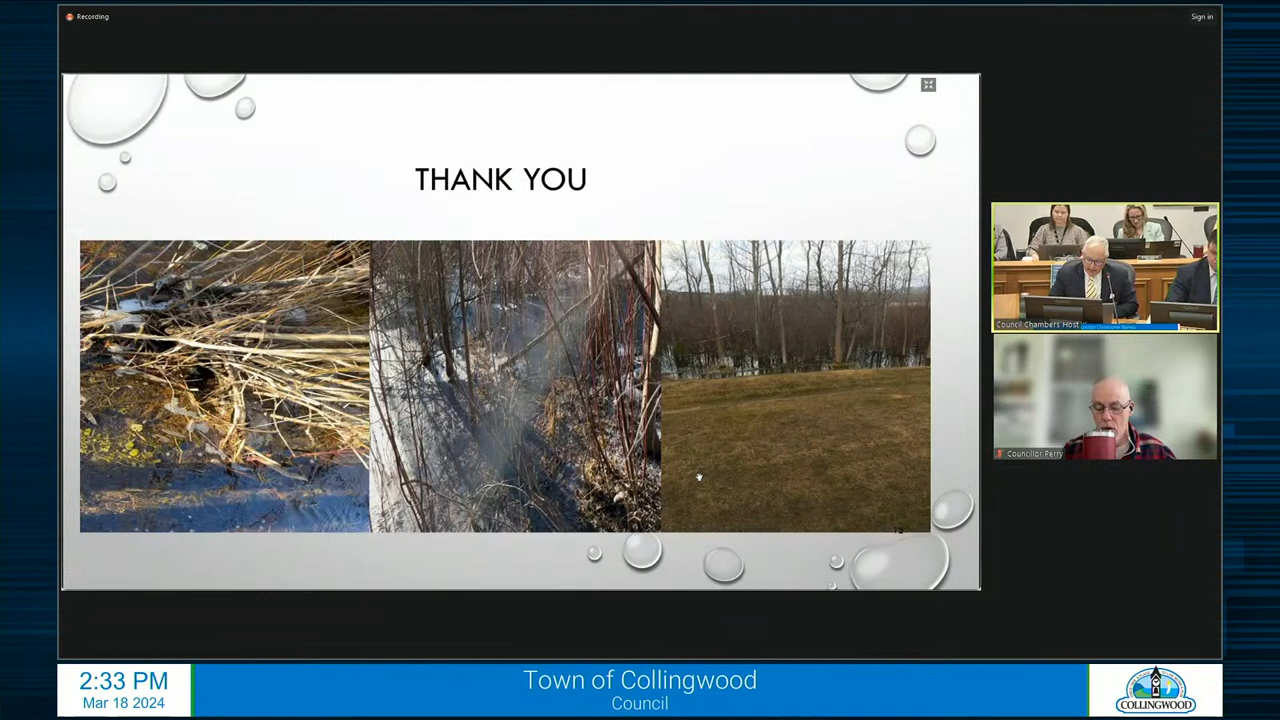 Recording
Sign in
THANK YOU
Council Chambers Host
Councillor Perry
12
2:33 PM
Mar 18 2024
Town of Collingwood
Council
COLLINGWOOD